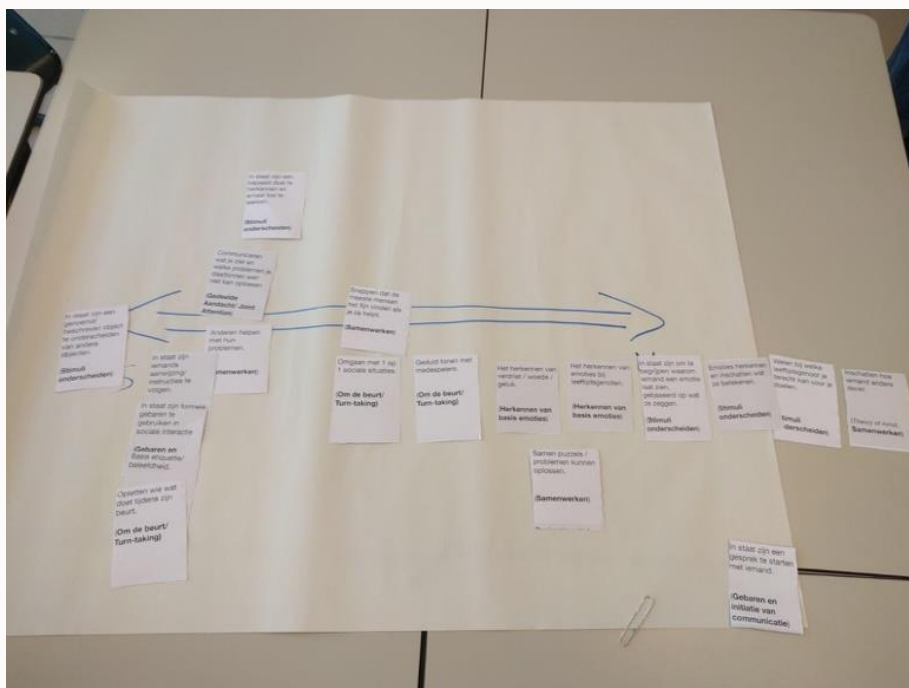 In staat zijn een
bepaald doel te
herkennen en
ernaar toe te
werken.
(Stimuli
onderscheiden)
Communiceren
wat je ziet en
welke problemen je
daarbinnen wel/
niet kan oplossen
(Gedeelde
Aandacht/ Joint
Attention)
In staat zijn een
genoemd/
beschreven object
te onderscheiden
van andere
objecten.
(Stimuli
onderscheiden)
Anderen helpen
met hun
problemen.
Samenwerken)
Snappen dat de
meeste mensen
het fijn vinden als
je ze helpt.
(Samenwerken)
In staat zijn
iemands
aanwijzing/
instructies te
volgen.
In staat zijn formele
gebaren te
gebruiken in
sociale interactie
(Gebaren en
Basis etiquette/
beleefdheid.
Opletten wie wat
doet tijdens zijn
beurt.
(Om de beurt/
Turn-taking)
Omgaan met 1 op
1 sociale situaties.
(Om de beurt/
Turn-taking)
Geduld tonen met
medespelers.
(Om de beurt/
Turn-taking)
Het herkennen van
verdriet / woede /
geluk.
(Herkennen van
basis emoties)
Het herkennen van
emoties bij
leeftijdsgenoten.
(Herkennen van
basis emoties)
In staat zijn om te
begrijpen waarom
iemand een emotie
laat zien,
gebaseerd op wat
ze zeggen.
(Stimuli
onderscheiden)
Emoties herkennen
en inschatten wat
ze betekenen.
(Stimuli
onderscheiden)
Weten bij welke
leeftijdsgenoot je
terecht kan voor je
doelen.
Stimuli
onderscheiden)
Inschatten hoe
iemand anders
(Theory of mind,
Samenwerken)
Samen puzzels /
problemen kunnen
oplossen.
(Samenwerken)
In staat zijn een
gesprek te starten
met iemand.
(Gebaren en
initiatie van
communicatie)